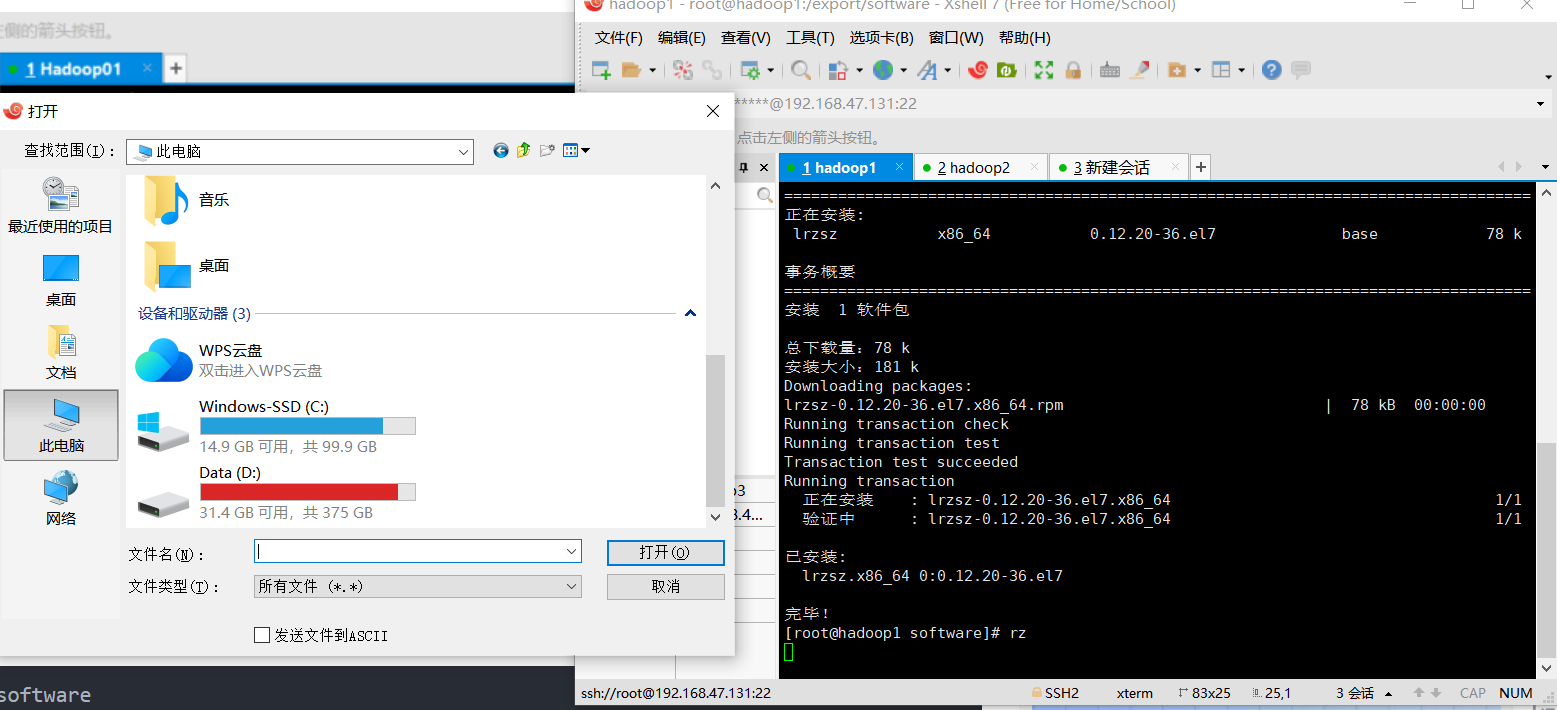 hadoop1 - root@hadoop1:/export/software - Xshell 7 (Free for Home/School)
左侧的箭头按钮。
1 Hadoop01 × +
文件(F) 编辑(E) 查看(V) 工具(T) 选项卡(B) 窗口(W) 帮助(H)
*****@192.168.47.131:22
点击左侧的箭头按钮。
1 hadoop1 × 2 hadoop2 × 3 新建会话 × +
打开
查找范围(I)：
此电脑
最近使用的项目
桌面
文档
此电脑
网络
音乐
桌面
设备和驱动器 (3)
WPS云盘
双击进入WPS云盘
Windows-SSD (C:)
14.9 GB 可用，共 99.9 GB
Data (D:)
31.4 GB 可用，共 375 GB
文件名(N)：
打开(O)
文件类型(T)：
所有文件 (*.*)
取消
发送文件到ASCII
software
p3
3.4...
================================================================================
正在安装:
lrzsz x86_64 0.12.20-36.el7 base 78 k
事务概要
================================================================================
安装 1 软件包
总下载量：78 k
安装大小：181 k
Downloading packages:
lrzsz-0.12.20-36.el7.x86_64.rpm | 78 kB 00:00:00
Running transaction check
Running transaction test
Transaction test succeeded
Running transaction
正在安装 : lrzsz-0.12.20-36.el7.x86_64 1/1
验证中 : lrzsz-0.12.20-36.el7.x86_64 1/1
已安装:
lrzsz.x86_64 0:0.12.20-36.el7
完毕！
[root@hadoop1 software]# rz
ssh://root@192.168.47.131:22
SSH2 xterm 83x25 25,1 3 会话 CAP NUM